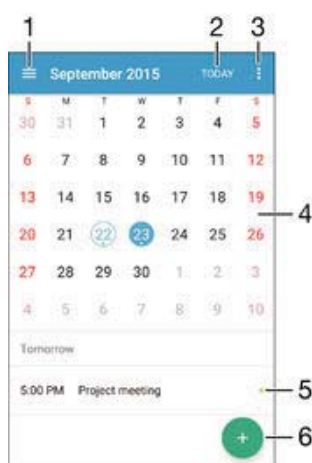 1 2 3
September 2015 TODAY
S M T W T F S
30 31 1 2 3 4 5
6 7 8 9 10 11 12
13 14 15 16 17 18 19
4
20 21 22 23 24 25 26
27 28 29 30 1 2 3
4 5 6 7 8 9 10
Tomorrow
5:00 PM Project meeting 5
+ 6